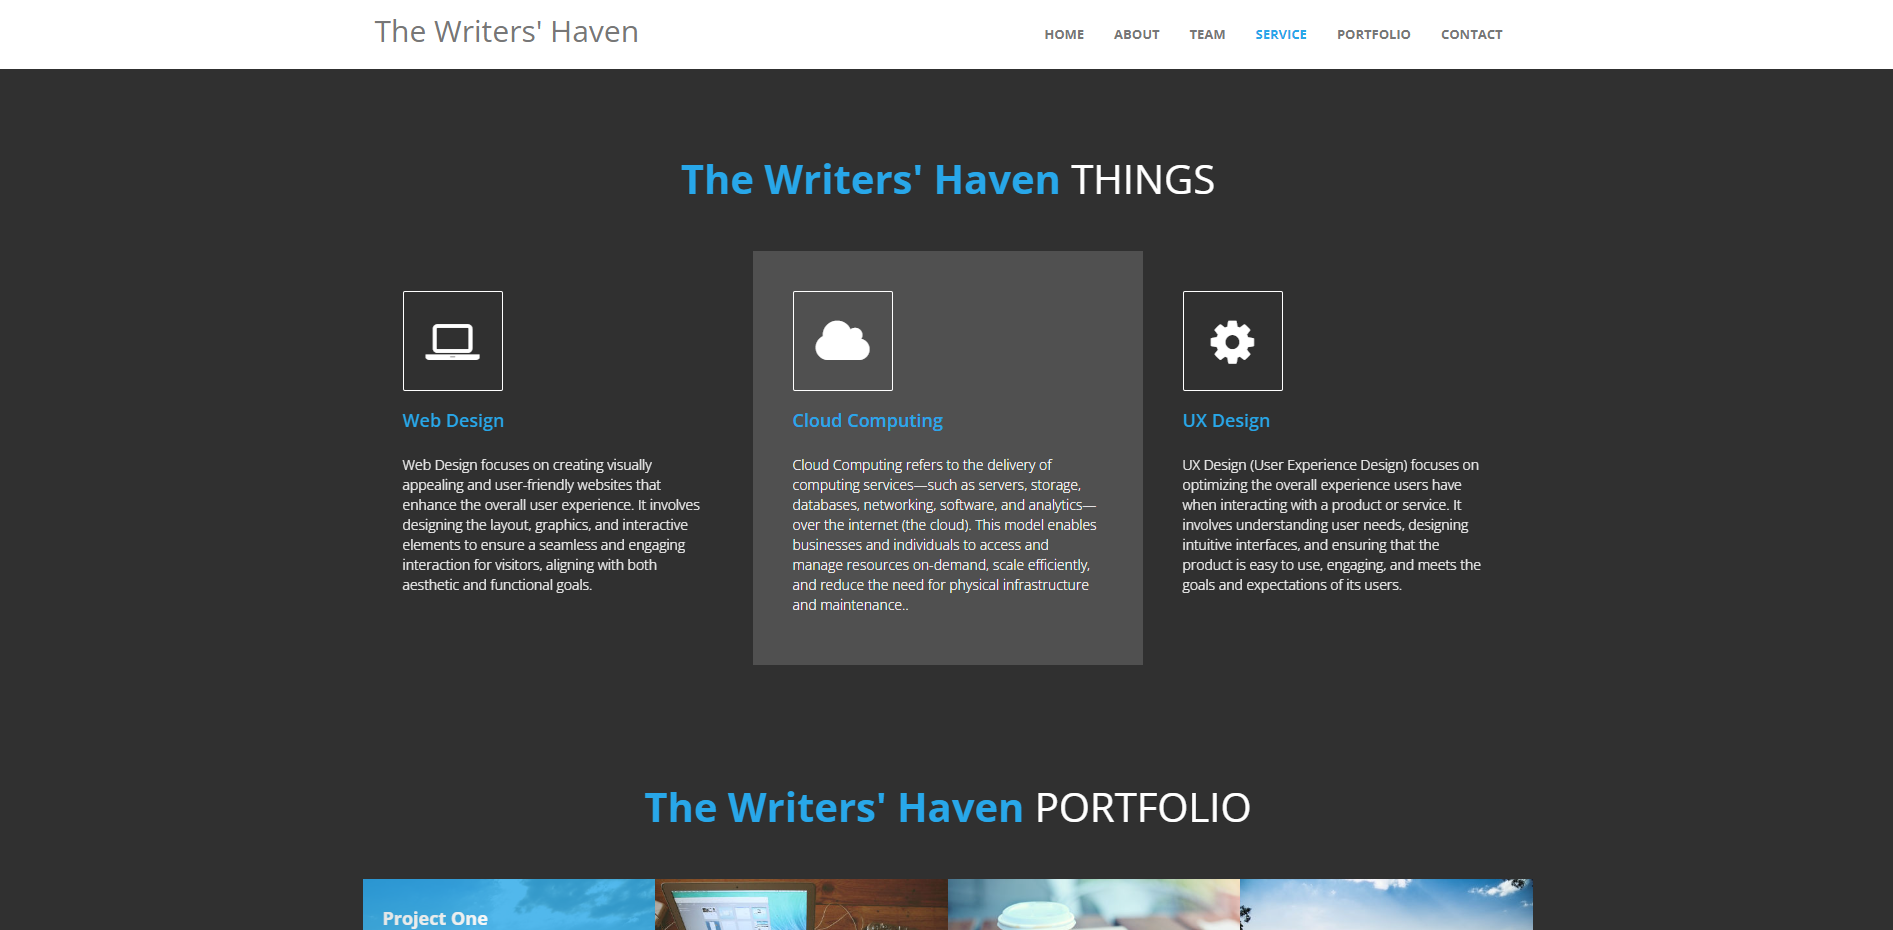 The Writers' Haven
HOME ABOUT TEAM SERVICE PORTFOLIO CONTACT
The Writers' Haven THINGS
Web Design
Web Design focuses on creating visually
appealing and user-friendly websites that
enhance the overall user experience. It involves
designing the layout, graphics, and interactive
elements to ensure a seamless and engaging
interaction for visitors, aligning with both
aesthetic and functional goals.
Cloud Computing
Cloud Computing refers to the delivery of
computing services—such as servers, storage,
databases, networking, software, and analytics—
over the internet (the cloud). This model enables
businesses and individuals to access and
manage resources on-demand, scale efficiently,
and reduce the need for physical infrastructure
and maintenance..
UX Design
UX Design (User Experience Design) focuses on
optimizing the overall experience users have
when interacting with a product or service. It
involves understanding user needs, designing
intuitive interfaces, and ensuring that the
product is easy to use, engaging, and meets the
goals and expectations of its users.
The Writers' Haven PORTFOLIO
Project One